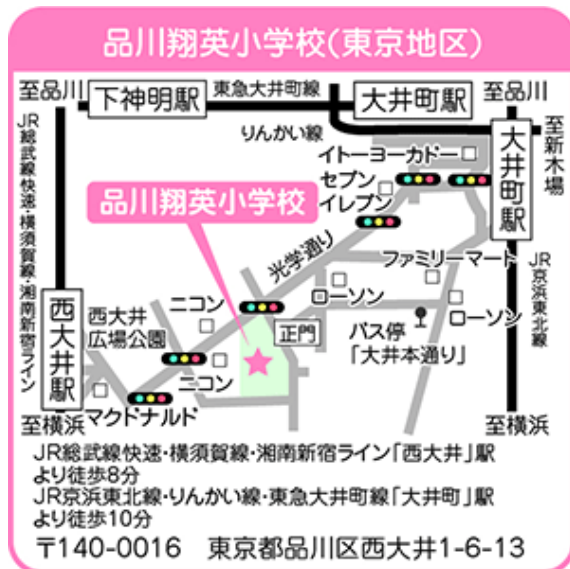 品川翔英小学校(東京地区)
至品川
下神明駅
東急大井町線
大井町駅
至品川
りんかい線
至新木場
JR総武線快速・横須賀線・湘南新宿ライン
イトーヨーカドー
大井町駅
セブン
イレブン
品川翔英小学校
光学通り
ファミリーマート
JR京浜東北線
ニコン
ローソン
ローソン
西大井
広場公園
正門
バス停
「大井本通り」
西大井駅
ニコン
マクドナルド
至横浜
至横浜
JR総武線快速・横須賀線・湘南新宿ライン「西大井」駅
より徒歩8分
JR京浜東北線・りんかい線・東急大井町線「大井町」駅
より徒歩10分
〒140-0016 東京都品川区西大井1-6-13